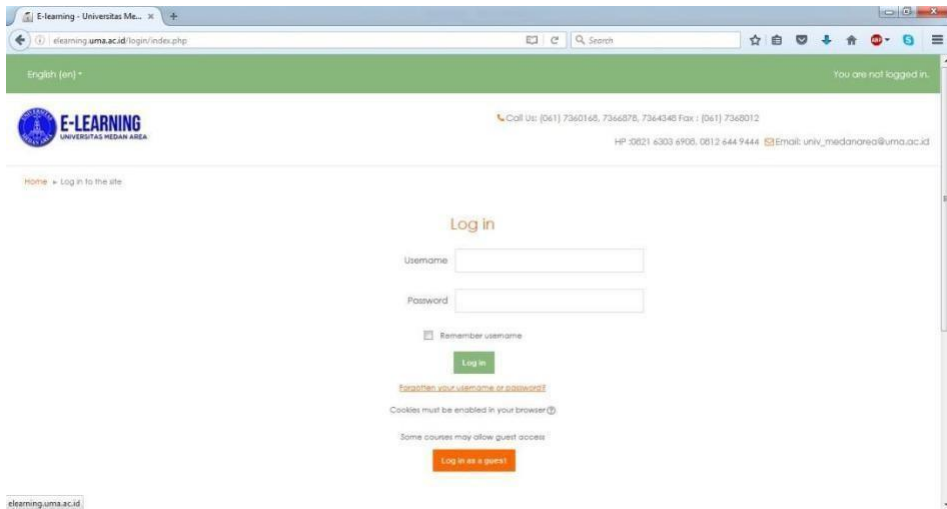 E-learning - Universitas Me...
elearning.uma.ac.id/login/index.php
Search
ABP
English (en)
You are not logged in.
E-LEARNING
UNIVERSITAS MEDAN AREA
Call Us: (061) 7360168, 7366878, 7364348 Fax : (061) 7368012
HP :0821 6303 6908, 0812 644 9444 Email: univ_medanarea@uma.ac.id
Home ► Log in to the site
Log in
Username
Password
Remember username
Log in
Forgotten your username or password?
Cookies must be enabled in your browser
Some courses may allow guest access
Log in as a guest
elearning.uma.ac.id